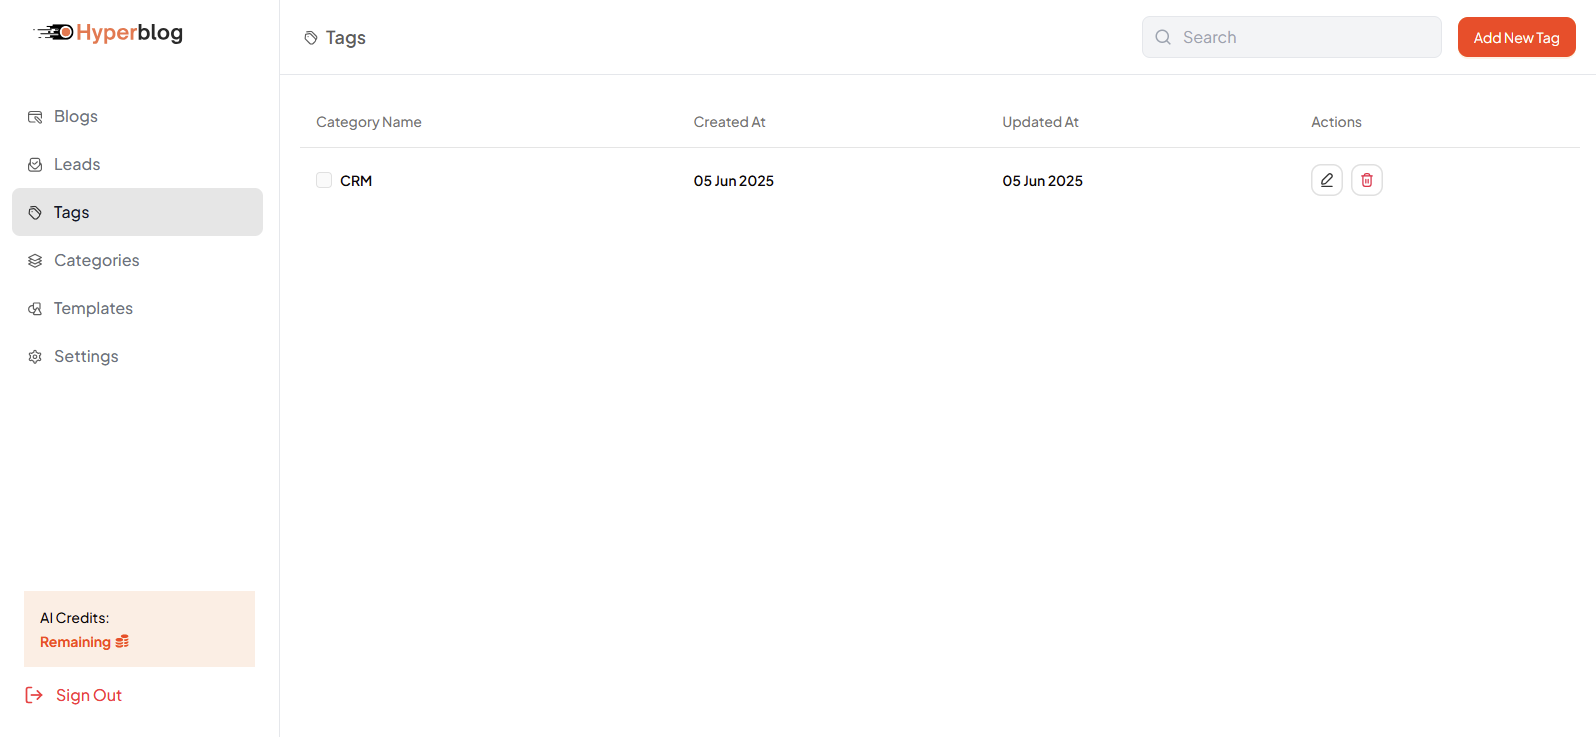 Hyperblog
Blogs
Leads
Tags
Categories
Templates
Settings
AI Credits:
Remaining
Sign Out
Tags
Search
Add New Tag
Category Name Created At Updated At Actions
CRM 05 Jun 2025 05 Jun 2025